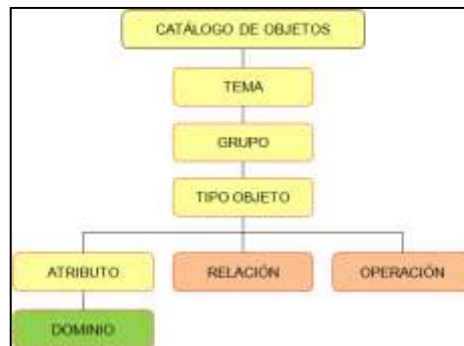 CATÁLOGO DE OBJETOS
TEMA
GRUPO
TIPO OBJETO
ATRIBUTO
RELACIÓN
OPERACIÓN
DOMINIO